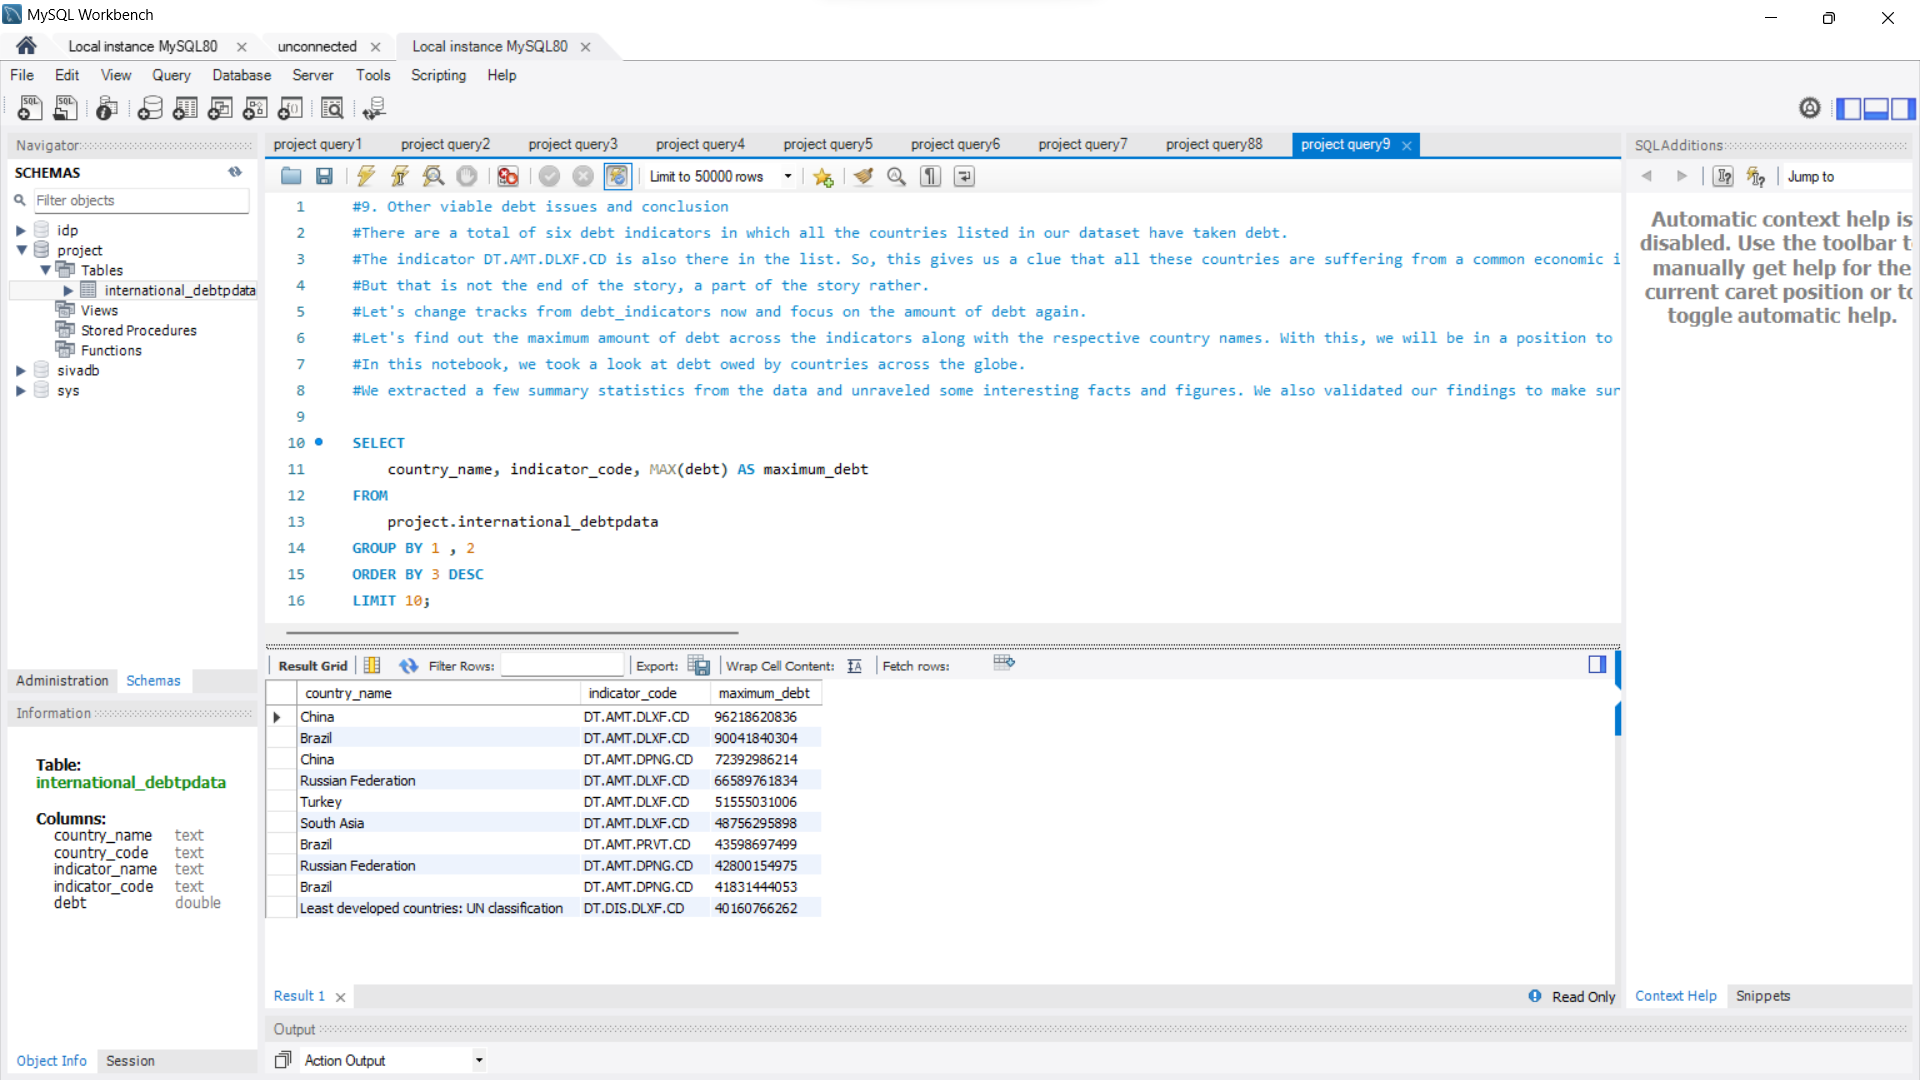 MySQL Workbench
Local instance MySQL80
unconnected
Local instance MySQL80
File Edit View Query Database Server Tools Scripting Help
Navigator
SCHEMAS
Filter objects
idp
project
Tables
international_debtpdata
Views
Stored Procedures
Functions
sivadb
sys
Administration Schemas
Information
Table:
international_debtpdata
Columns:
country_name text
country_code text
indicator_name text
indicator_code text
debt double
Object Info Session
project query1 project query2 project query3 project query4 project query5 project query6 project query7 project query88 project query9
Limit to 50000 rows
1 #9. Other viable debt issues and conclusion
2 #There are a total of six debt indicators in which all the countries listed in our dataset have taken debt.
3 #The indicator DT.AMT.DLXF.CD is also there in the list. So, this gives us a clue that all these countries are suffering from a common economic i
4 #But that is not the end of the story, a part of the story rather.
5 #Let's change tracks from debt_indicators now and focus on the amount of debt again.
6 #Let's find out the maximum amount of debt across the indicators along with the respective country names. With this, we will be in a position to
7 #In this notebook, we took a look at debt owed by countries across the globe.
8 #We extracted a few summary statistics from the data and unraveled some interesting facts and figures. We also validated our findings to make sur
9
10 SELECT
11 country_name, indicator_code, MAX(debt) AS maximum_debt
12 FROM
13 project.international_debtpdata
14 GROUP BY 1 , 2
15 ORDER BY 3 DESC
16 LIMIT 10;
Result Grid Filter Rows: Export: Wrap Cell Content: Fetch rows:
country_name indicator_code maximum_debt
China DT.AMT.DLXF.CD 96218620836
Brazil DT.AMT.DLXF.CD 90041840304
China DT.AMT.DPNG.CD 72392986214
Russian Federation DT.AMT.DLXF.CD 66589761834
Turkey DT.AMT.DLXF.CD 51555031006
South Asia DT.AMT.DLXF.CD 48756295898
Brazil DT.AMT.PRVT.CD 43598697499
Russian Federation DT.AMT.DPNG.CD 42800154975
Brazil DT.AMT.DPNG.CD 41831444053
Least developed countries: UN classification DT.DIS.DLXF.CD 40160766262
Result 1
Read Only
Output
Action Output
SQLAdditions
Jump to
Automatic context help is
disabled. Use the toolbar t
manually get help for the
current caret position or to
toggle automatic help.
Context Help Snippets